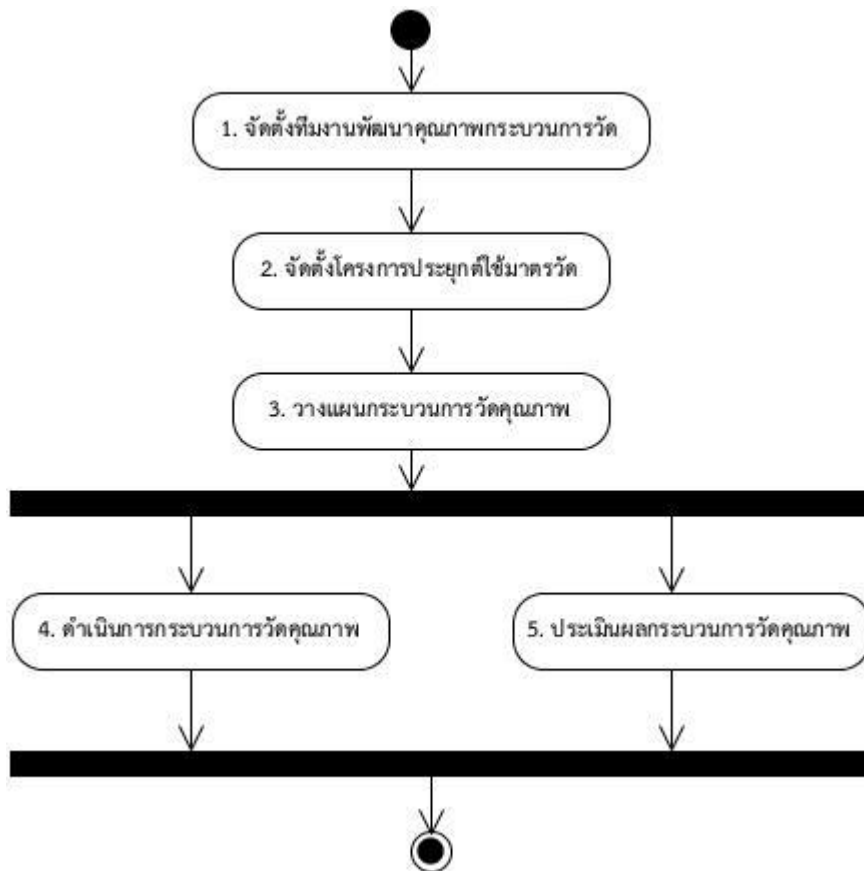 1. จัดตั้งทีมงานพัฒนาคุณภาพกระบวนการวัด
2. จัดตั้งโครงการประยุกต์ใช้มาตรวัด
3. วางแผนกระบวนการวัดคุณภาพ
4. ดำเนินการกระบวนการวัดคุณภาพ
5. ประเมินผลกระบวนการวัดคุณภาพ